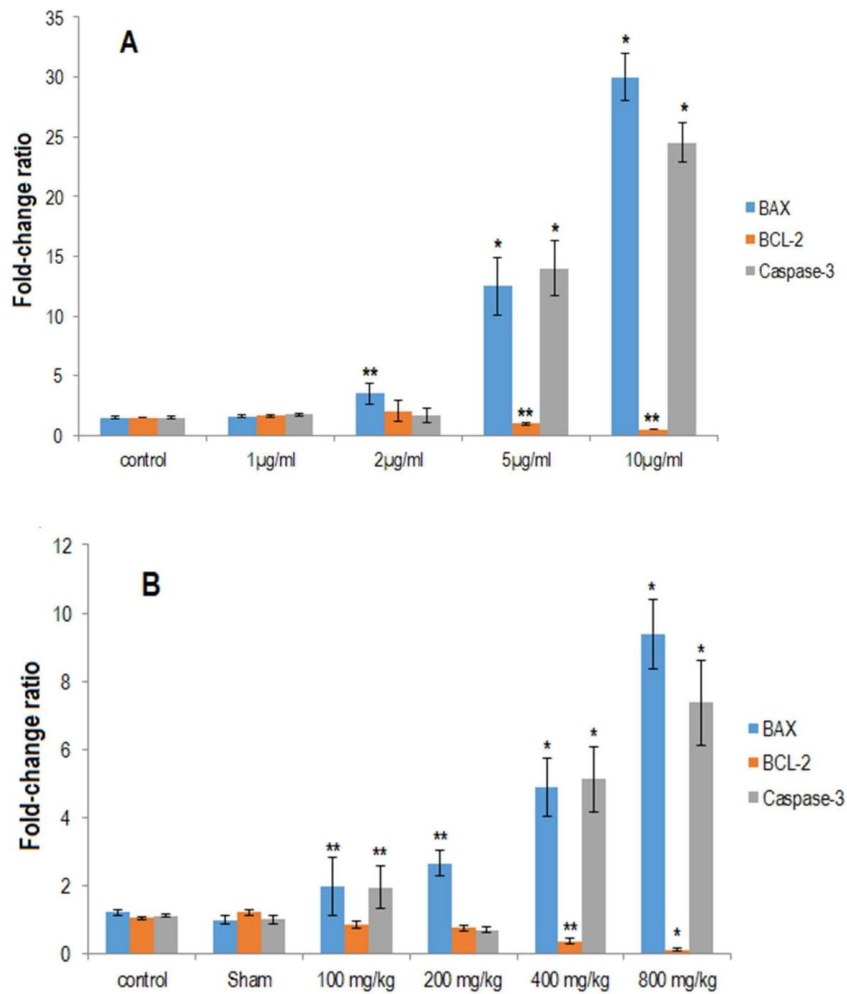 A
Fold-change ratio
35
30
25
20
15
10
5
0
*
*
*
*
**
**
**
control
1µg/ml
2µg/ml
5µg/ml
10µg/ml
BAX
BCL-2
Caspase-3
B
Fold-change ratio
12
10
8
6
4
2
0
*
*
*
*
**
**
**
**
*
control
Sham
100 mg/kg
200 mg/kg
400 mg/kg
800 mg/kg
BAX
BCL-2
Caspase-3